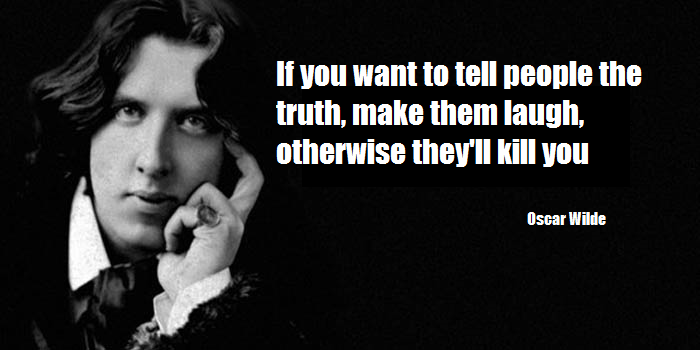 If you want to tell people the
truth, make them laugh,
otherwise they'll kill you
Oscar Wilde